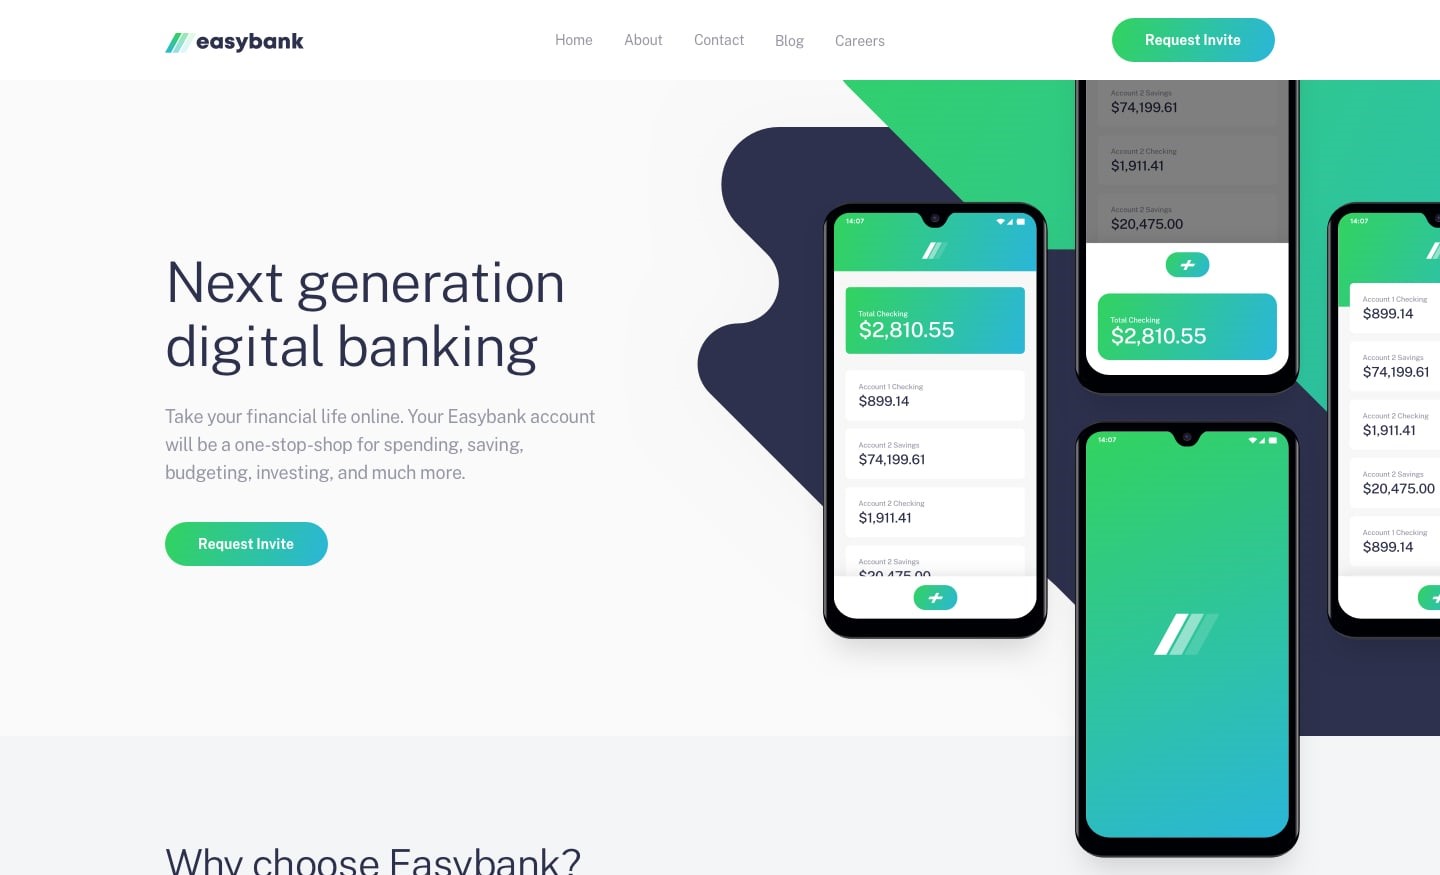 easybank
Home
About
Contact
Blog
Careers
Request Invite
Next generation
digital banking
Take your financial life online. Your Easybank account
will be a one-stop-shop for spending, saving,
budgeting, investing, and much more.
Request Invite
14:07
Total Checking
$2,810.55
Account 1 Checking
$899.14
Account 2 Savings
$74,199.61
Account 2 Checking
$1,911.41
Account 2 Savings
$20,475.00
Account 2 Savings
$74,199.61
Account 2 Checking
$1,911.41
Account 2 Savings
$20,475.00
Total Checking
$2,810.55
14:07
14:07
Account 1 Checking
$899.14
Account 2 Savings
$74,199.61
Account 2 Checking
$1,911.41
Account 2 Savings
$20,475.00
Account 1 Checking
$899.14
Why choose Easybank?